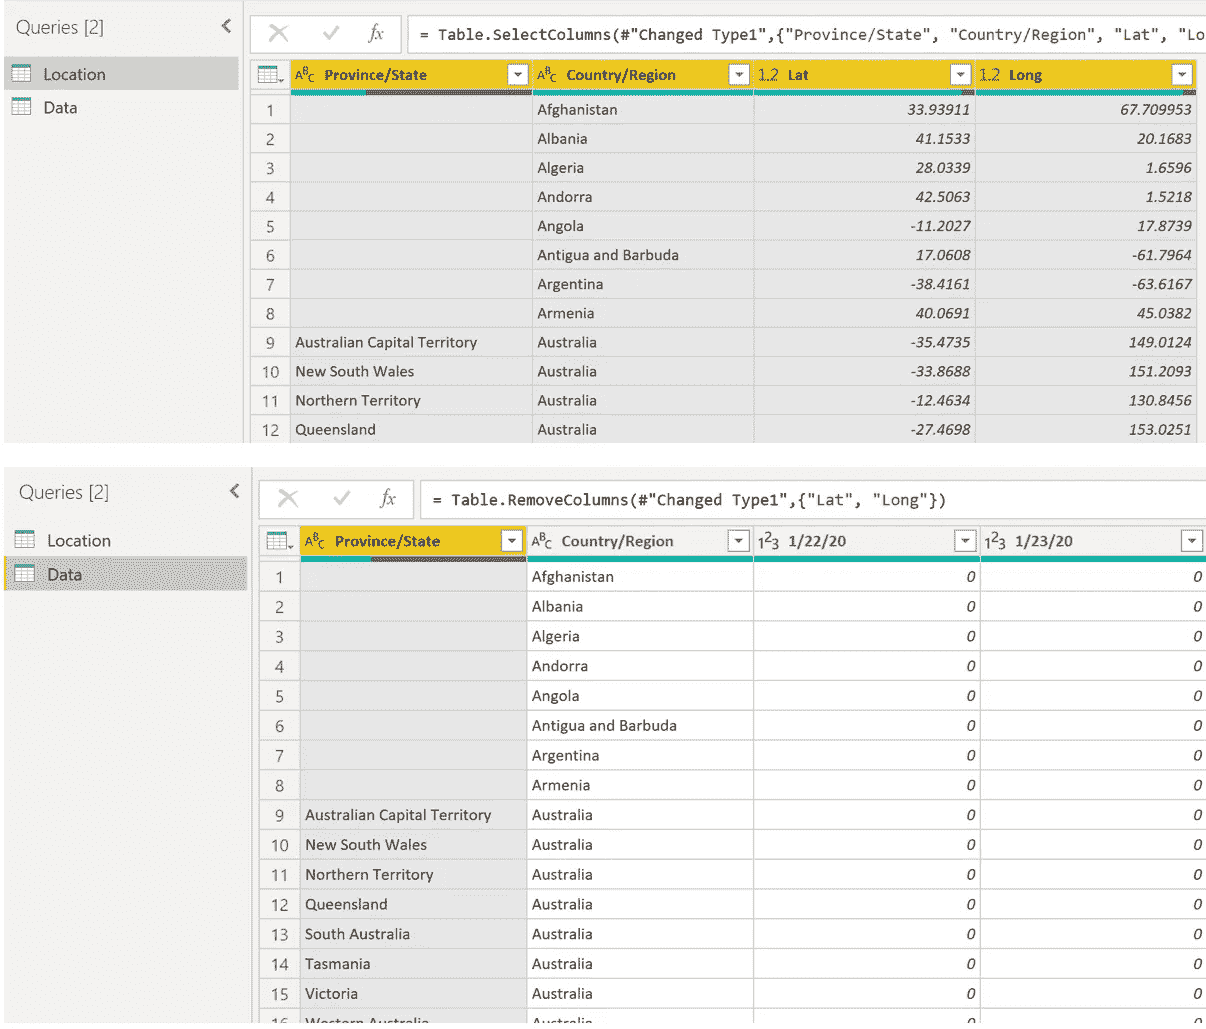 Queries [2]
= Table.SelectColumns(#"Changed Type1",{"Province/State", "Country/Region", "Lat", "Lo
Location
Data
ABC Province/State ABC Country/Region 1.2 Lat 1.2 Long
1 Afghanistan 33.93911 67.709953
2 Albania 41.1533 20.1683
3 Algeria 28.0339 1.6596
4 Andorra 42.5063 1.5218
5 Angola -11.2027 17.8739
6 Antigua and Barbuda 17.0608 -61.7964
7 Argentina -38.4161 -63.6167
8 Armenia 40.0691 45.0382
9 Australian Capital Territory Australia -35.4735 149.0124
10 New South Wales Australia -33.8688 151.2093
11 Northern Territory Australia -12.4634 130.8456
12 Queensland Australia -27.4698 153.0251
Queries [2]
fx = Table.RemoveColumns(#"Changed Type1",{"Lat", "Long"})
Location
Data
ABC Province/State ABC Country/Region 123 1/22/20 123 1/23/20
1 Afghanistan 0 0
2 Albania 0 0
3 Algeria 0 0
4 Andorra 0 0
5 Angola 0 0
6 Antigua and Barbuda 0 0
7 Argentina 0 0
8 Armenia 0 0
9 Australian Capital Territory Australia 0 0
10 New South Wales Australia 0 0
11 Northern Territory Australia 0 0
12 Queensland Australia 0 0
13 South Australia Australia 0 0
14 Tasmania Australia 0 0
15 Victoria Australia 0 0
16 Western Australia Australia 0 0